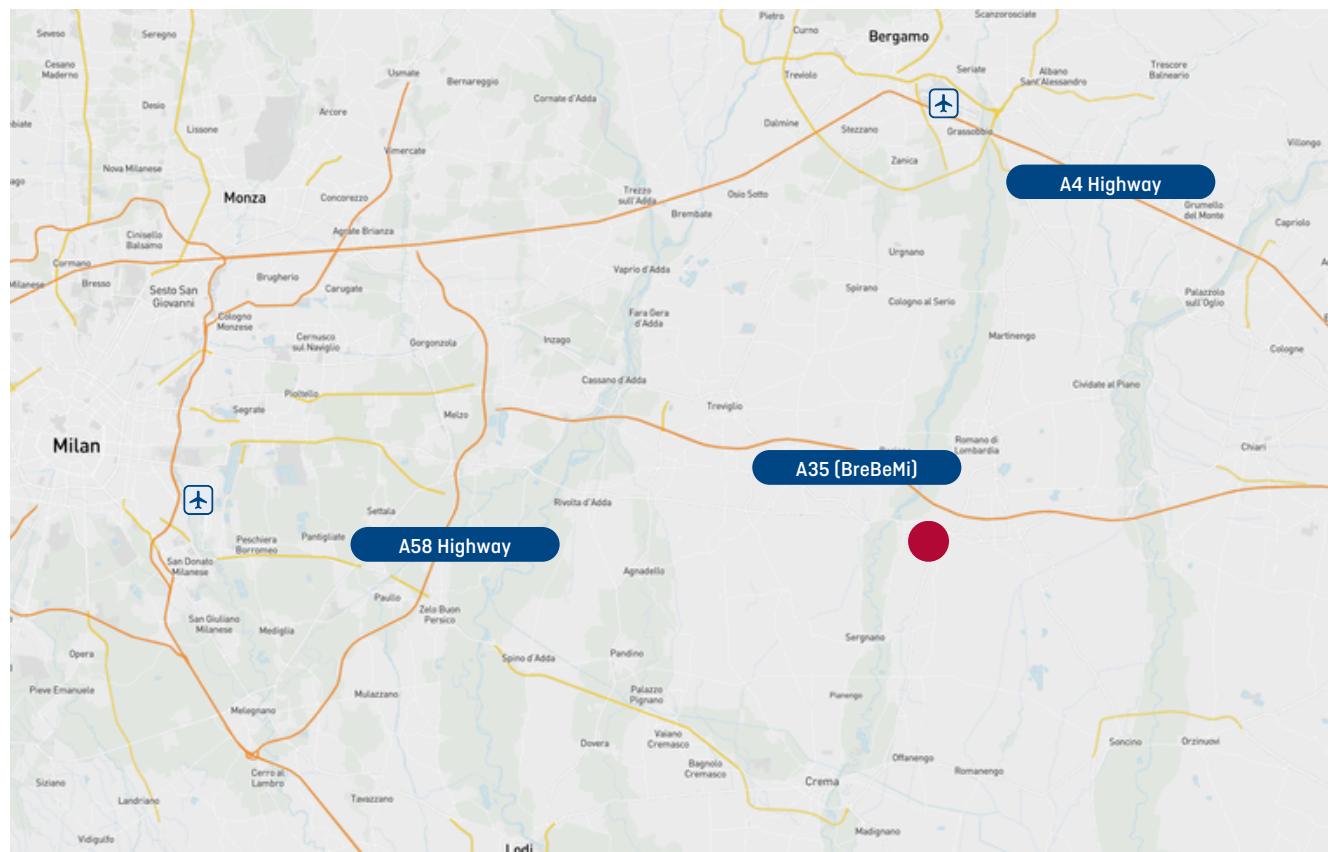 Pietro
Scanzorosciate
Curno
Bergamo
Seveso
Seregno
Cesano
Maderno
Usmate
Bernareggio
Treviolo
Seriate
Albano
Sant'Alessandro
Trescore
Balneario
Desio
Arcore
Cornate d'Adda
Lissone
Dalmine
Stezzano
Grassobbio
Villongo
Vimercate
Zanica
Nova Milanese
Monza
Concorezzo
Trezzo
sull'Adda
Osio Sotto
A4 Highway
Brembate
Grumello
del Monte
Capriolo
Cinisello
Balsamo
Agrate Brianza
Cormano
Bresso
Sesto San
Giovanni
Brugherio
Carugate
Vaprio d'Adda
Urgnano
Spirano
Cologno al Serio
Palazzolo
sull'Oglio
Cologno
Monzese
Cernusco
sul Naviglio
Gorgonzola
Inzago
Fara Gera
d'Adda
Martinengo
Cologne
Cassano d'Adda
Cividate al Piano
Pioltello
Segrate
Melzo
Treviglio
Milan
Romano di
Lombardia
Chiari
A35 (BreBeMi)
Rivolta d'Adda
Settala
Peschiera
Borromeo
Pantigliate
A58 Highway
San Donato
Milanese
Agnadello
Paullo
Zelo Buon
Persico
San Giuliano
Milanese
Mediglia
Sergnano
Opera
Spino d'Adda
Pandino
Pieve Emanuele
Mulazzano
Palazzo
Pignano
Pianengo
Melegnano
Dovera
Vaiano
Cremasco
Soncino
Orzinuovi
Bagnolo
Cremasco
Offanengo
Romanengo
Siziano
Cerro al
Lambro
Crema
Landriano
Tavazzano
Madignano
Vidigulfo
Lodi